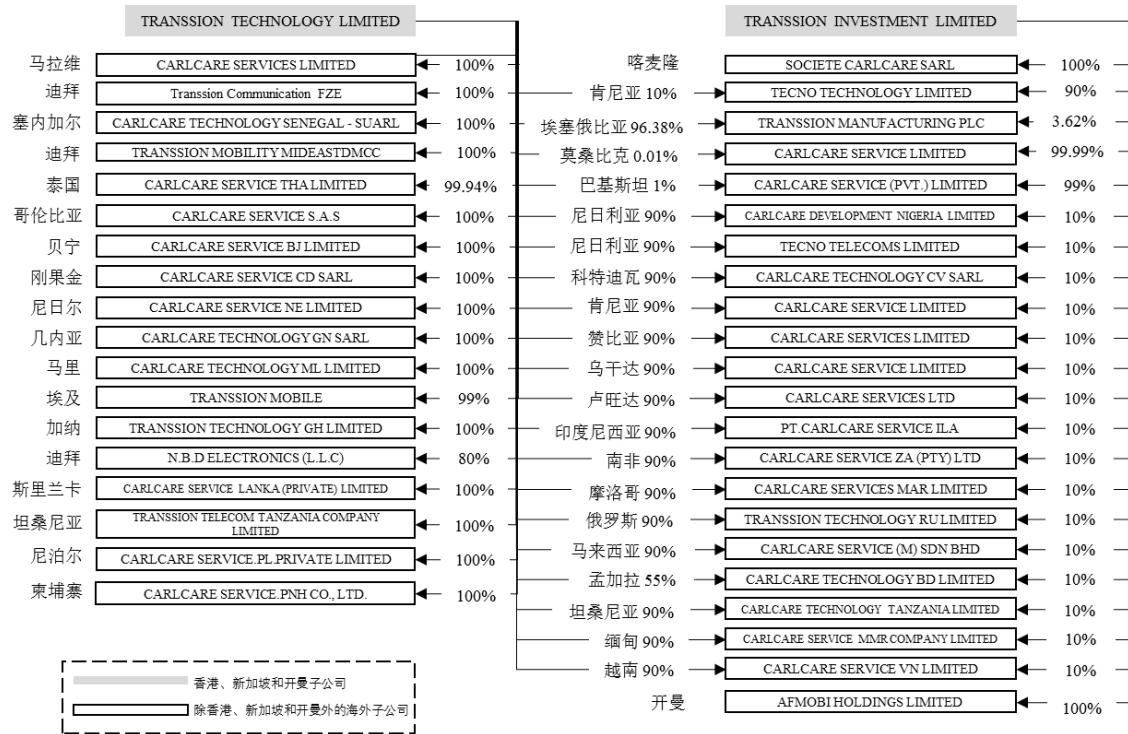 TRANSSION TECHNOLOGY LIMITED
马拉维 CARLCARE SERVICES LIMITED 100%
迪拜 Transsion Communication FZE 100%
塞内加尔 CARLCARE TECHNOLOGY SENEGAL - SUARL 100%
迪拜 TRANSSION MOBILITY MIDEASTDMCC 100%
泰国 CARLCARE SERVICE THA LIMITED 99.94%
哥伦比亚 CARLCARE SERVICE S.A.S 100%
贝宁 CARLCARE SERVICE BJ LIMITED 100%
刚果金 CARLCARE SERVICE CD SARL 100%
尼日尔 CARLCARE SERVICE NE LIMITED 100%
几内亚 CARLCARE TECHNOLOGY GN SARL 100%
马里 CARLCARE TECHNOLOGY ML LIMITED 100%
埃及 TRANSSION MOBILE 99%
加纳 TRANSSION TECHNOLOGY GH LIMITED 100%
迪拜 N.B.D ELECTRONICS (L.L.C) 80%
斯里兰卡 CARLCARE SERVICE LANKA (PRIVATE) LIMITED 100%
坦桑尼亚 TRANSSION TELECOM TANZANIA COMPANY
LIMITED 100%
尼泊尔 CARLCARE SERVICE.PL.PRIVATE LIMITED 100%
柬埔寨 CARLCARE SERVICE.PNH CO., LTD. 100%
香港、新加坡和开曼子公司
除香港、新加坡和开曼外的海外子公司
TRANSSION INVESTMENT LIMITED
喀麦隆 SOCIETE CARLCARE SARL 100%
肯尼亚 10% TECNO TECHNOLOGY LIMITED 90%
埃塞俄比亚 96.38% TRANSSION MANUFACTURING PLC 3.62%
莫桑比克 0.01% CARLCARE SERVICE LIMITED 99.99%
巴基斯坦 1% CARLCARE SERVICE (PVT.) LIMITED 99%
尼日利亚 90% CARLCARE DEVELOPMENT NIGERIA LIMITED 10%
尼日利亚 90% TECNO TELECOMS LIMITED 10%
科特迪瓦 90% CARLCARE TECHNOLOGY CV SARL 10%
肯尼亚 90% CARLCARE SERVICE LIMITED 10%
赞比亚 90% CARLCARE SERVICES LIMITED 10%
乌干达 90% CARLCARE SERVICE LIMITED 10%
卢旺达 90% CARLCARE SERVICES LTD 10%
印度尼西亚 90% PT.CARLCARE SERVICE ILA 10%
南非 90% CARLCARE SERVICE ZA (PTY) LTD 10%
摩洛哥 90% CARLCARE SERVICES MAR LIMITED 10%
俄罗斯 90% TRANSSION TECHNOLOGY RU LIMITED 10%
马来西亚 90% CARLCARE SERVICE (M) SDN BHD 10%
孟加拉 55% CARLCARE TECHNOLOGY BD LIMITED 10%
坦桑尼亚 90% CARLCARE TECHNOLOGY TANZANIA LIMITED 10%
缅甸 90% CARLCARE SERVICE MMR COMPANY LIMITED 10%
越南 90% CARLCARE SERVICE VN LIMITED 10%
开曼 AFMOBI HOLDINGS LIMITED 100%